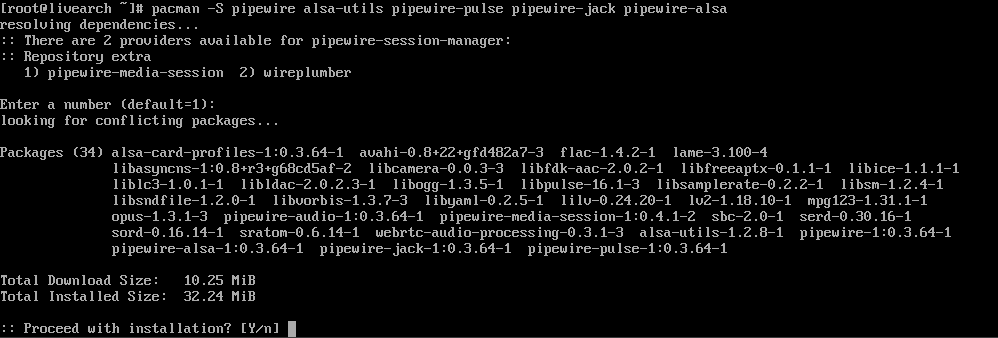 [root@livearch ~]# pacman -S pipewire alsa-utils pipewire-pulse pipewire-jack pipewire-alsa
resolving dependencies...
:: There are 2 providers available for pipewire-session-manager:
:: Repository extra
   1) pipewire-media-session  2) wireplumber

Enter a number (default=1):
looking for conflicting packages...

Packages (34) alsa-card-profiles-1:0.3.64-1  avahi-0.8+22+gfd482a7-3  flac-1.4.2-1  lame-3.100-4
              libasyncns-1:0.8+r3+g68cd5af-2  libcamera-0.0.3-3  libfdk-aac-2.0.2-1  libfreeaptx-0.1.1-1  libice-1.1.1-1
              liblc3-1.0.1-1  libldac-2.0.2.3-1  libogg-1.3.5-1  libpulse-16.1-3  libsamplerate-0.2.2-1  libsm-1.2.4-1
              libsndfile-1.2.0-1  libvorbis-1.3.7-3  libyaml-0.2.5-1  lilv-0.24.20-1  lv2-1.18.10-1  mpg123-1.31.1-1
              opus-1.3.1-3  pipewire-audio-1:0.3.64-1  pipewire-media-session-1:0.4.1-2  sbc-2.0-1  serd-0.30.16-1
              sord-0.16.14-1  sratom-0.6.14-1  webrtc-audio-processing-0.3.1-3  alsa-utils-1.2.8-1  pipewire-1:0.3.64-1
              pipewire-alsa-1:0.3.64-1  pipewire-jack-1:0.3.64-1  pipewire-pulse-1:0.3.64-1

Total Download Size:   10.25 MiB
Total Installed Size:  32.24 MiB

:: Proceed with installation? [Y/n]